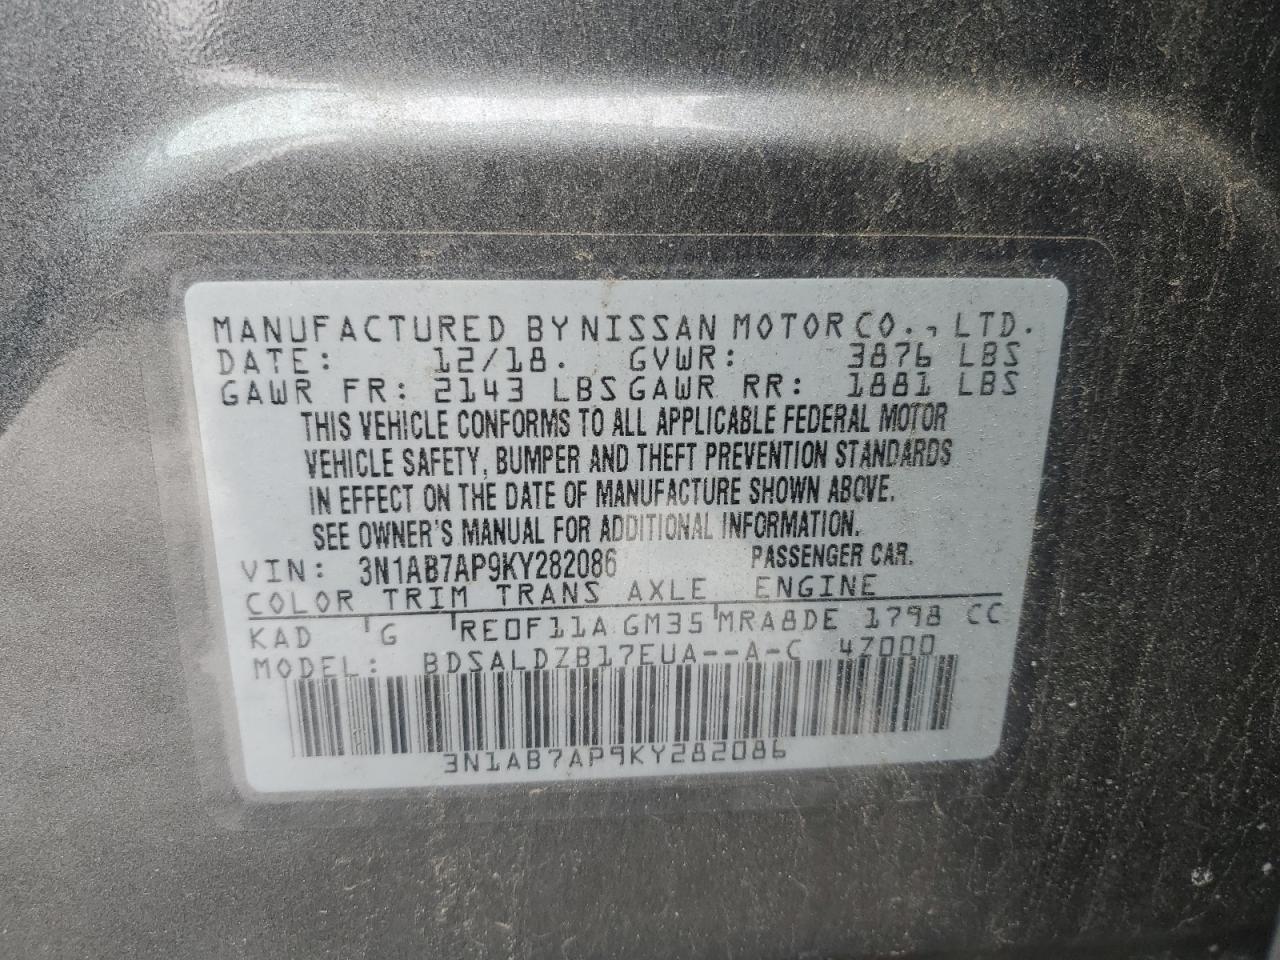 MANUFACTURED BY NISSAN MOTOR CO., LTD.
DATE: 12/18. GVWR: 3876 LBS
GAWR FR: 2143 LBS GAWR RR: 1881 LBS
THIS VEHICLE CONFORMS TO ALL APPLICABLE FEDERAL MOTOR
VEHICLE SAFETY, BUMPER AND THEFT PREVENTION STANDARDS
IN EFFECT ON THE DATE OF MANUFACTURE SHOWN ABOVE.
SEE OWNER'S MANUAL FOR ADDITIONAL INFORMATION.
VIN: 3N1AB7AP9KY282086 PASSENGER CAR.
COLOR TRIM TRANS AXLE ENGINE
KAD G RE0F11A GM35 MRA8DE 1798 CC
MODEL: BDSALDZB17EUA--A-C 47000
3N1AB7AP9KY282086